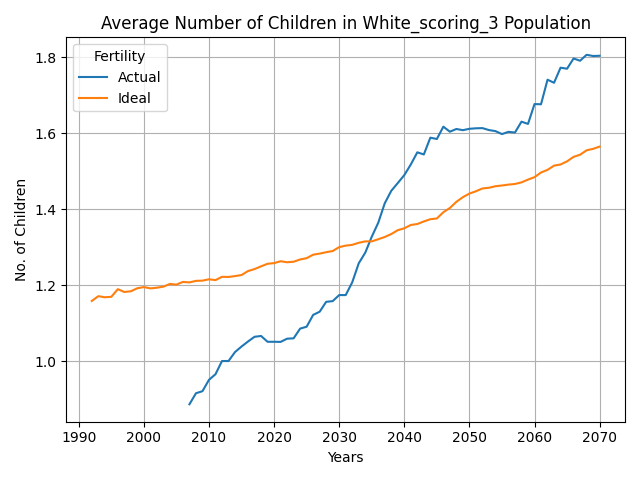 Average Number of Children in White_scoring_3 Population
Fertility
Actual
Ideal
No. of Children
1.8
1.6
1.4
1.2
1.0
1990 2000 2010 2020 2030 2040 2050 2060 2070
Years